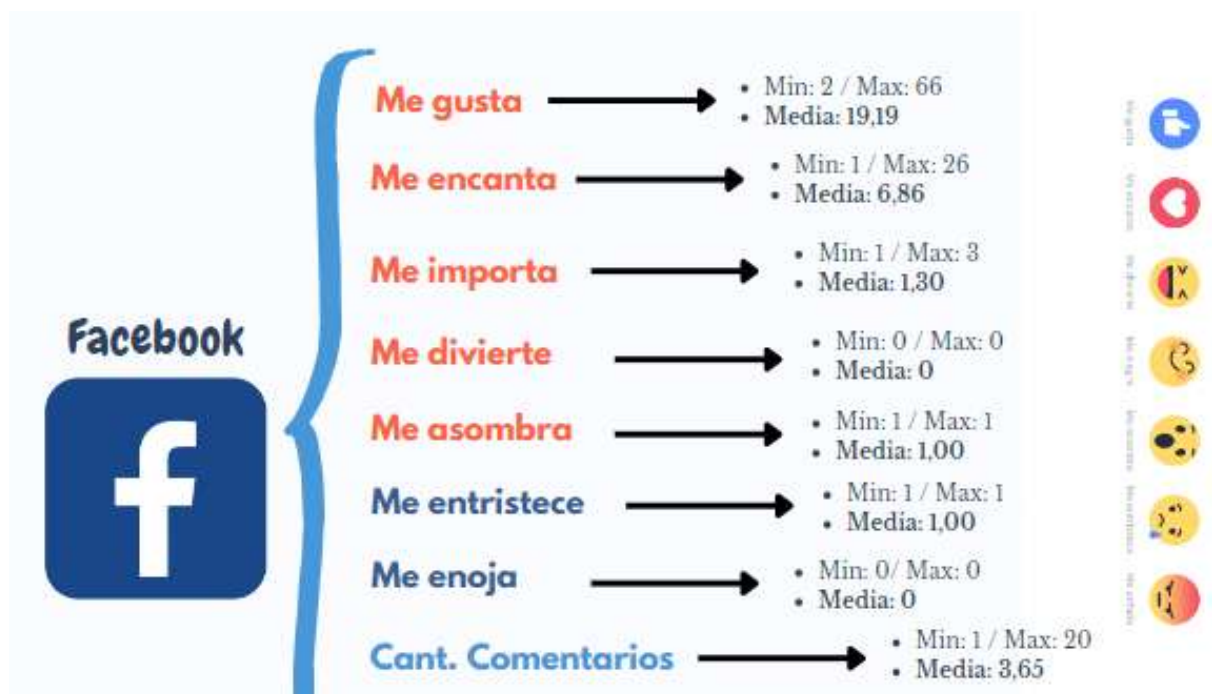 Me gusta
• Min: 2 / Max: 66
• Media: 19,19
Me encanta
• Min: 1 / Max: 26
• Media: 6,86
Me importa
• Min: 1 / Max: 3
• Media: 1,30
Facebook
Me divierte
• Min: 0 / Max: 0
• Media: 0
Me asombra
• Min: 1 / Max: 1
• Media: 1,00
Me entristece
• Min: 1 / Max: 1
• Media: 1,00
Me enoja
• Min: 0/ Max: 0
• Media: 0
Cant. Comentarios
• Min: 1 / Max: 20
• Media: 3,65